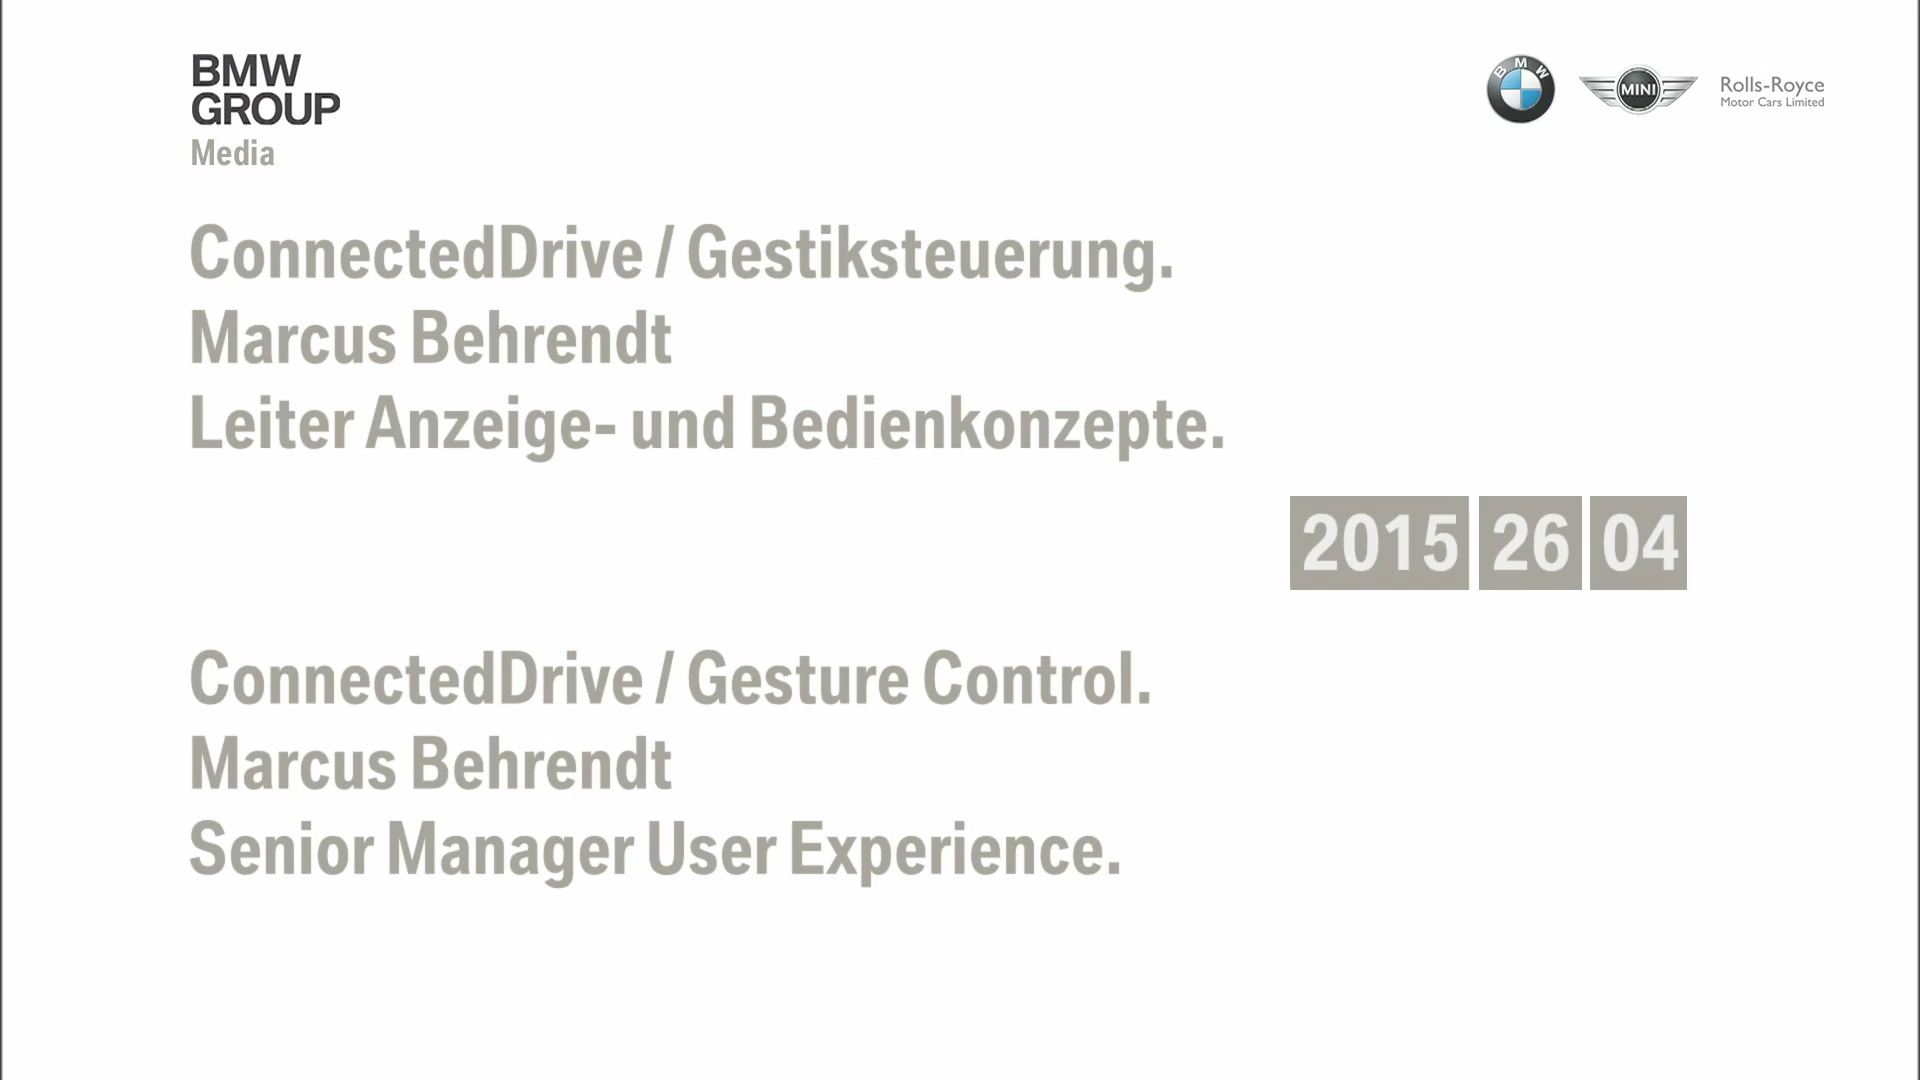 BMW
GROUP
Media
BMW
MINI
Rolls-Royce
Motor Cars Limited
ConnectedDrive / Gestiksteuerung.
Marcus Behrendt
Leiter Anzeige- und Bedienkonzepte.
2015 26 04
ConnectedDrive / Gesture Control.
Marcus Behrendt
Senior Manager User Experience.